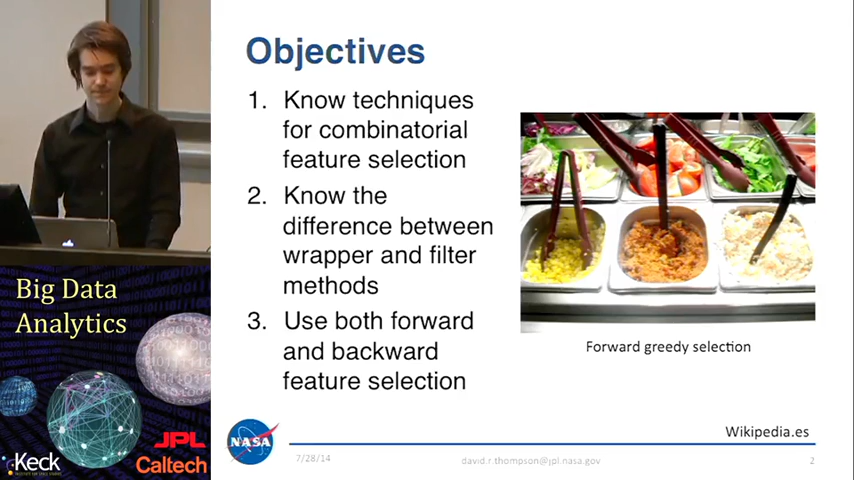 Objectives
1. Know techniques
for combinatorial
feature selection
2. Know the
difference between
wrapper and filter
methods
3. Use both forward
and backward
feature selection
Forward greedy selection
Wikipedia.es
Big Data
Analytics
JPL
Keck
Caltech
NASA
7/28/14
david.r.thompson@jpl.nasa.gov
2